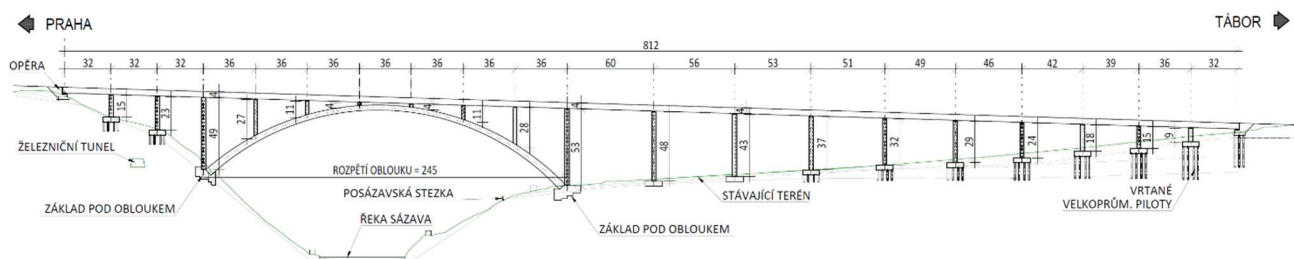 PRAHA
TÁBOR
812
32 32 32 36 36 36 36 36 36 36 60 56 53 51 49 46 42 39 36 32
OPĚRA
15 23 4 49 27 11 4 4 11 28 4 53 48 4 43 37 32 29 24 18 15 9
ŽELEZNIČNÍ TUNEL
ROZPĚTÍ OBLOUKU = 245
POSÁZAVSKÁ STEZKA
STÁVAJÍCÍ TERÉN
VRTANÉ
VELKOPRŮM. PILOTY
ZÁKLAD POD OBLOUKEM
ŘEKA SÁZAVA
ZÁKLAD POD OBLOUKEM